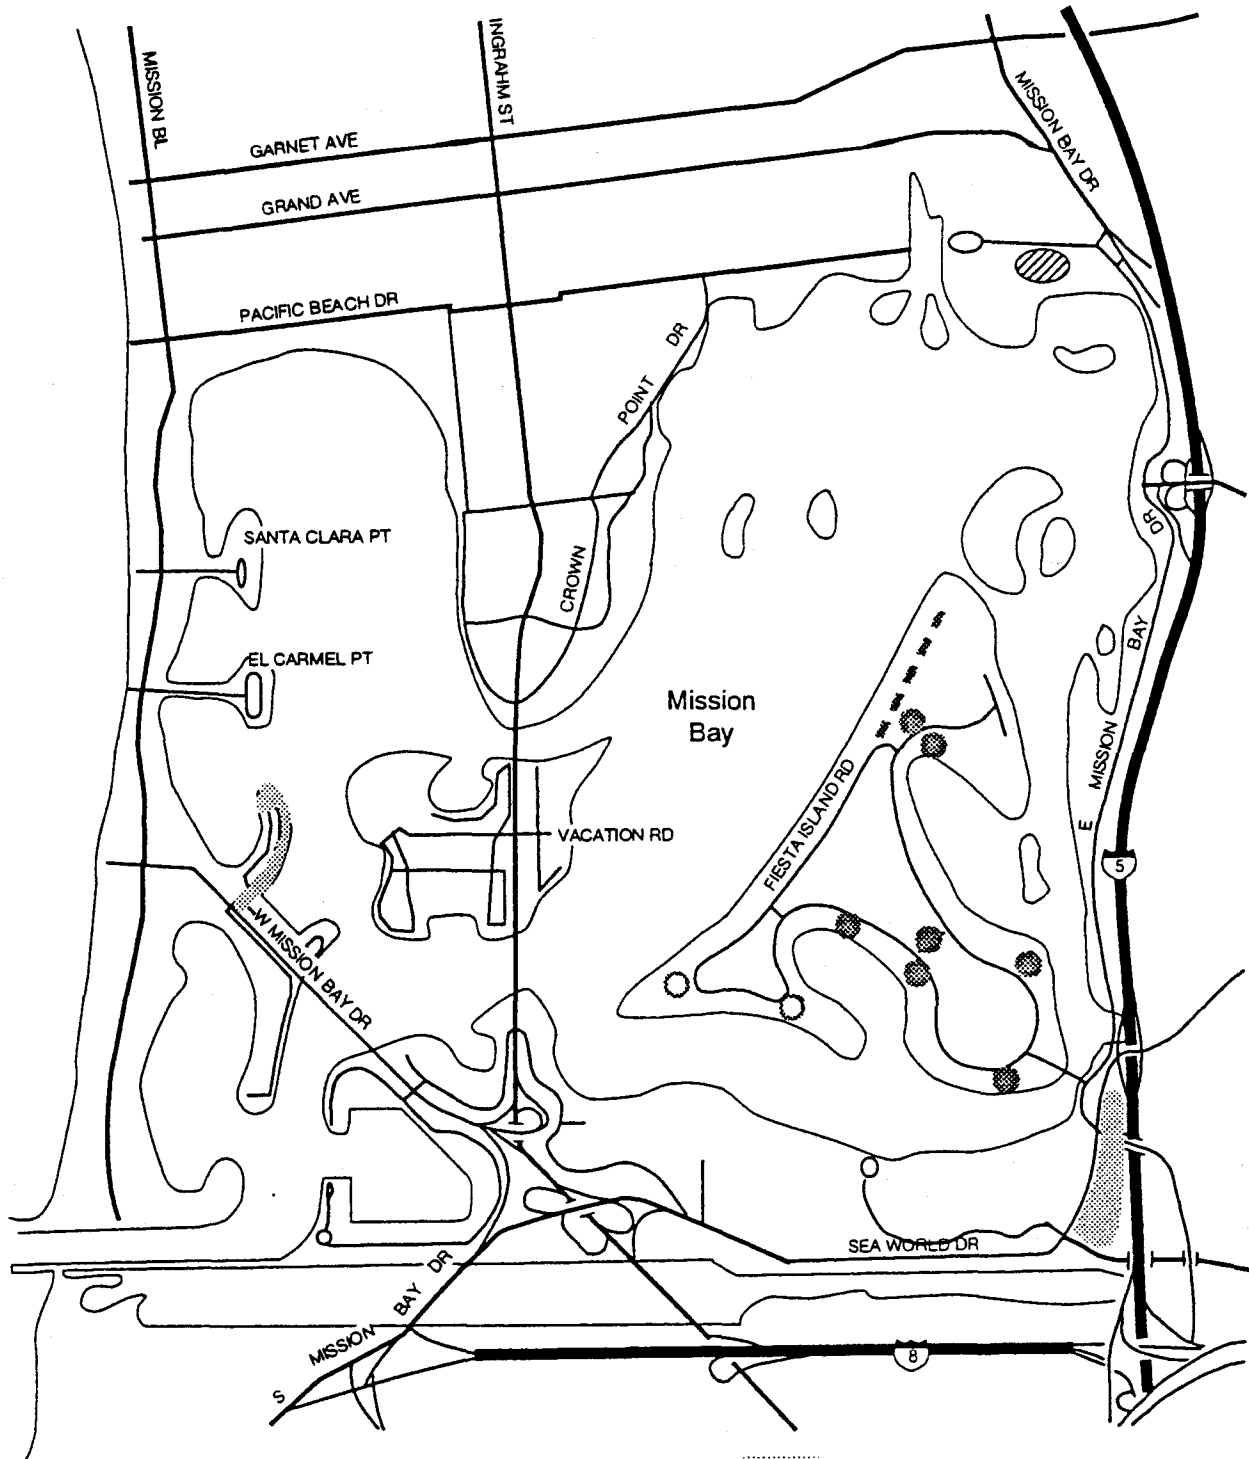 MISSION BL
INGRAHM ST
MISSION BAY DR
GARNET AVE
GRAND AVE
PACIFIC BEACH DR
CROWN POINT DR
SANTA CLARA PT
EL CARMEL PT
Mission
Bay
E MISSION BAY DR
FIESTA ISLAND RD
VACATION RD
5
W MISSION BAY DR
SEA WORLD DR
S MISSION BAY DR
8